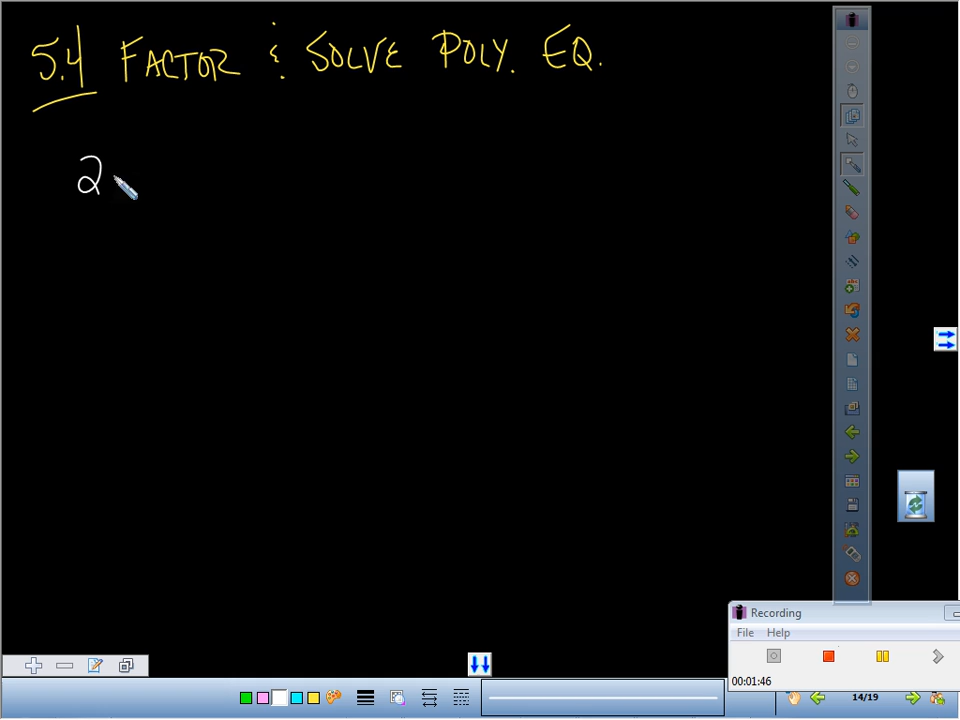 5.4 FACTOR & SOLVE POLY. EQ.
2
Recording
File Help
00:01:46
14/19